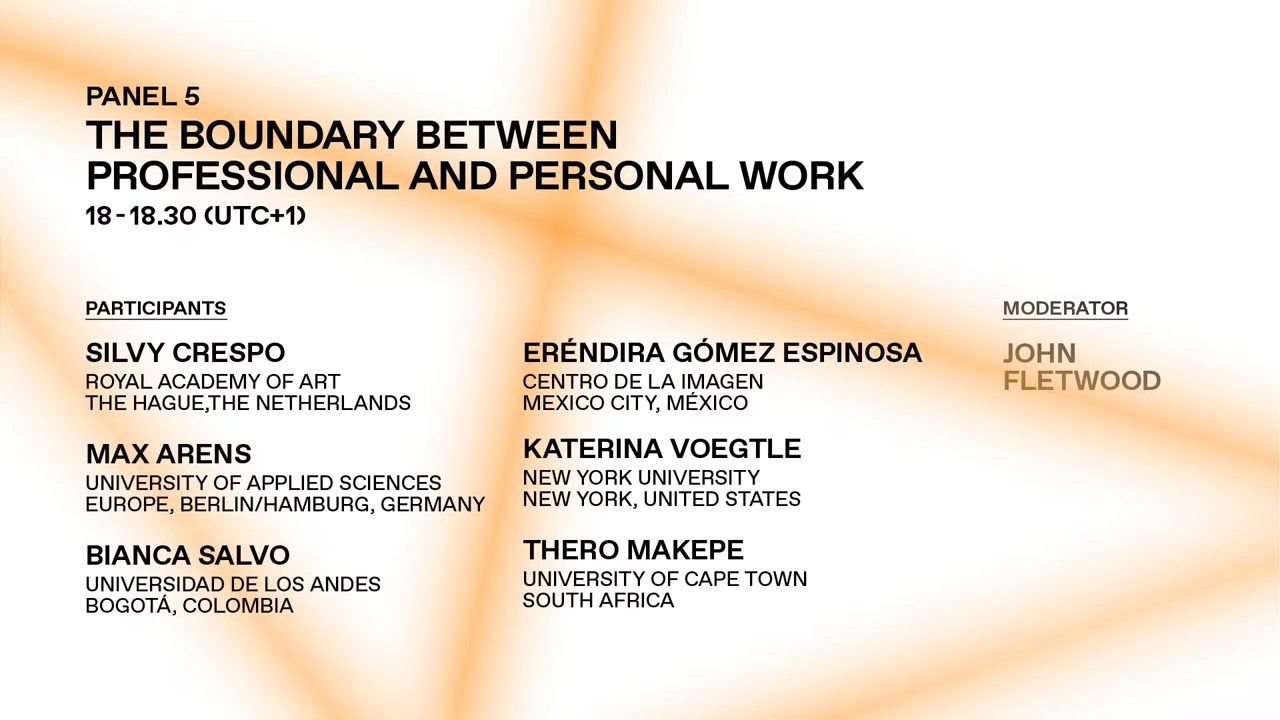 PANEL 5
THE BOUNDARY BETWEEN
PROFESSIONAL AND PERSONAL WORK
18-18.30 (UTC+1)
PARTICIPANTS
SILVY CRESPO
ROYAL ACADEMY OF ART
THE HAGUE,THE NETHERLANDS
MAX ARENS
UNIVERSITY OF APPLIED SCIENCES
EUROPE, BERLIN/HAMBURG, GERMANY
BIANCA SALVO
UNIVERSIDAD DE LOS ANDES
BOGOTÁ, COLOMBIA
ERÉNDIRA GÓMEZ ESPINOSA
CENTRO DE LA IMAGEN
MEXICO CITY, MÉXICO
KATERINA VOEGTLE
NEW YORK UNIVERSITY
NEW YORK, UNITED STATES
THERO MAKEPE
UNIVERSITY OF CAPE TOWN
SOUTH AFRICA
MODERATOR
JOHN
FLETWOOD